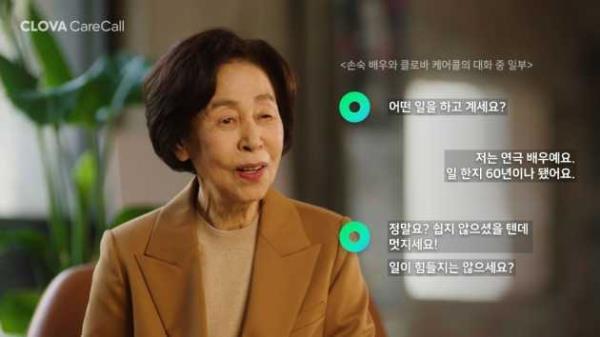 CLOVA CareCall
<손숙 배우와 클로바 케어콜의 대화 중 일부>
어떤 일을 하고 계세요?
저는 연극 배우예요.
일 한지 60년이나 됐어요.
정말요? 쉽지 않으셨을 텐데
멋지세요!
일이 힘들지는 않으세요?